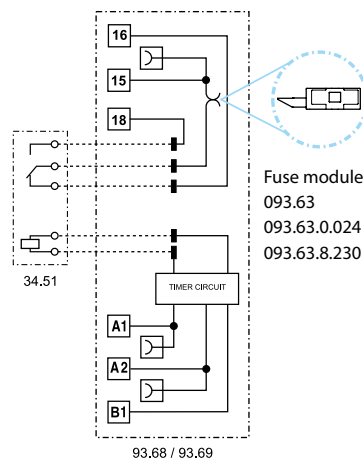 16
15
18
Fuse module
093.63
093.63.0.024
093.63.8.230
34.51
TIMER CIRCUIT
A1
A2
B1
93.68 / 93.69